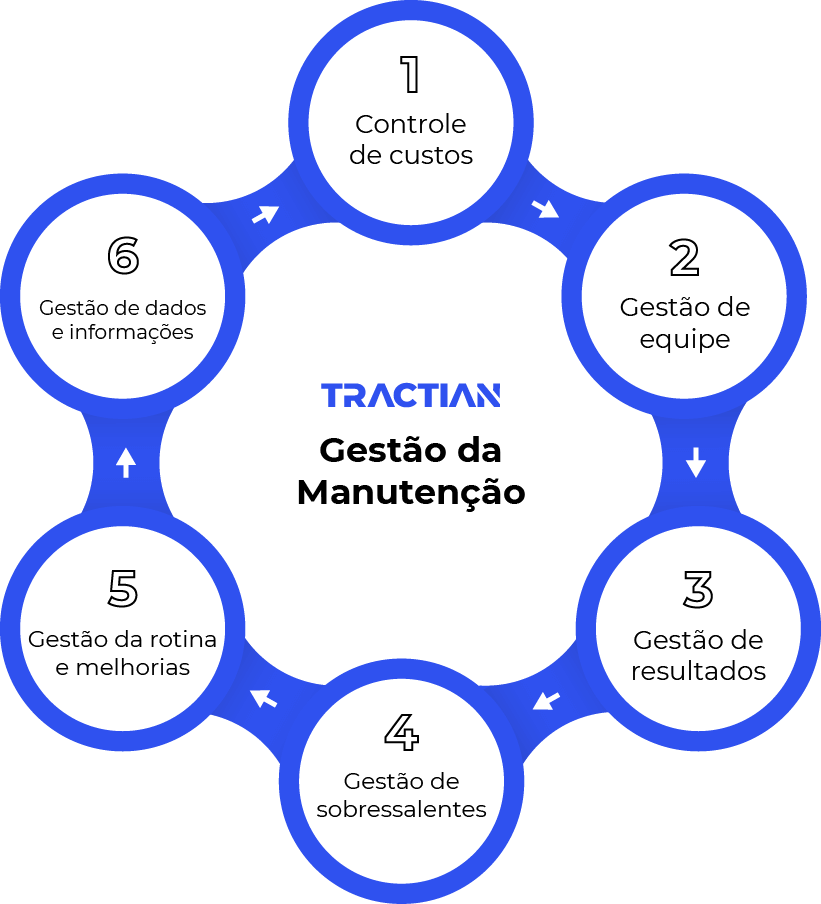 1
Controle
de custos
2
Gestão de
equipe
3
Gestão de
resultados
4
Gestão de
sobressalentes
5
Gestão da rotina
e melhorias
6
Gestão de dados
e informações
TRACTIAN
Gestão da
Manutenção